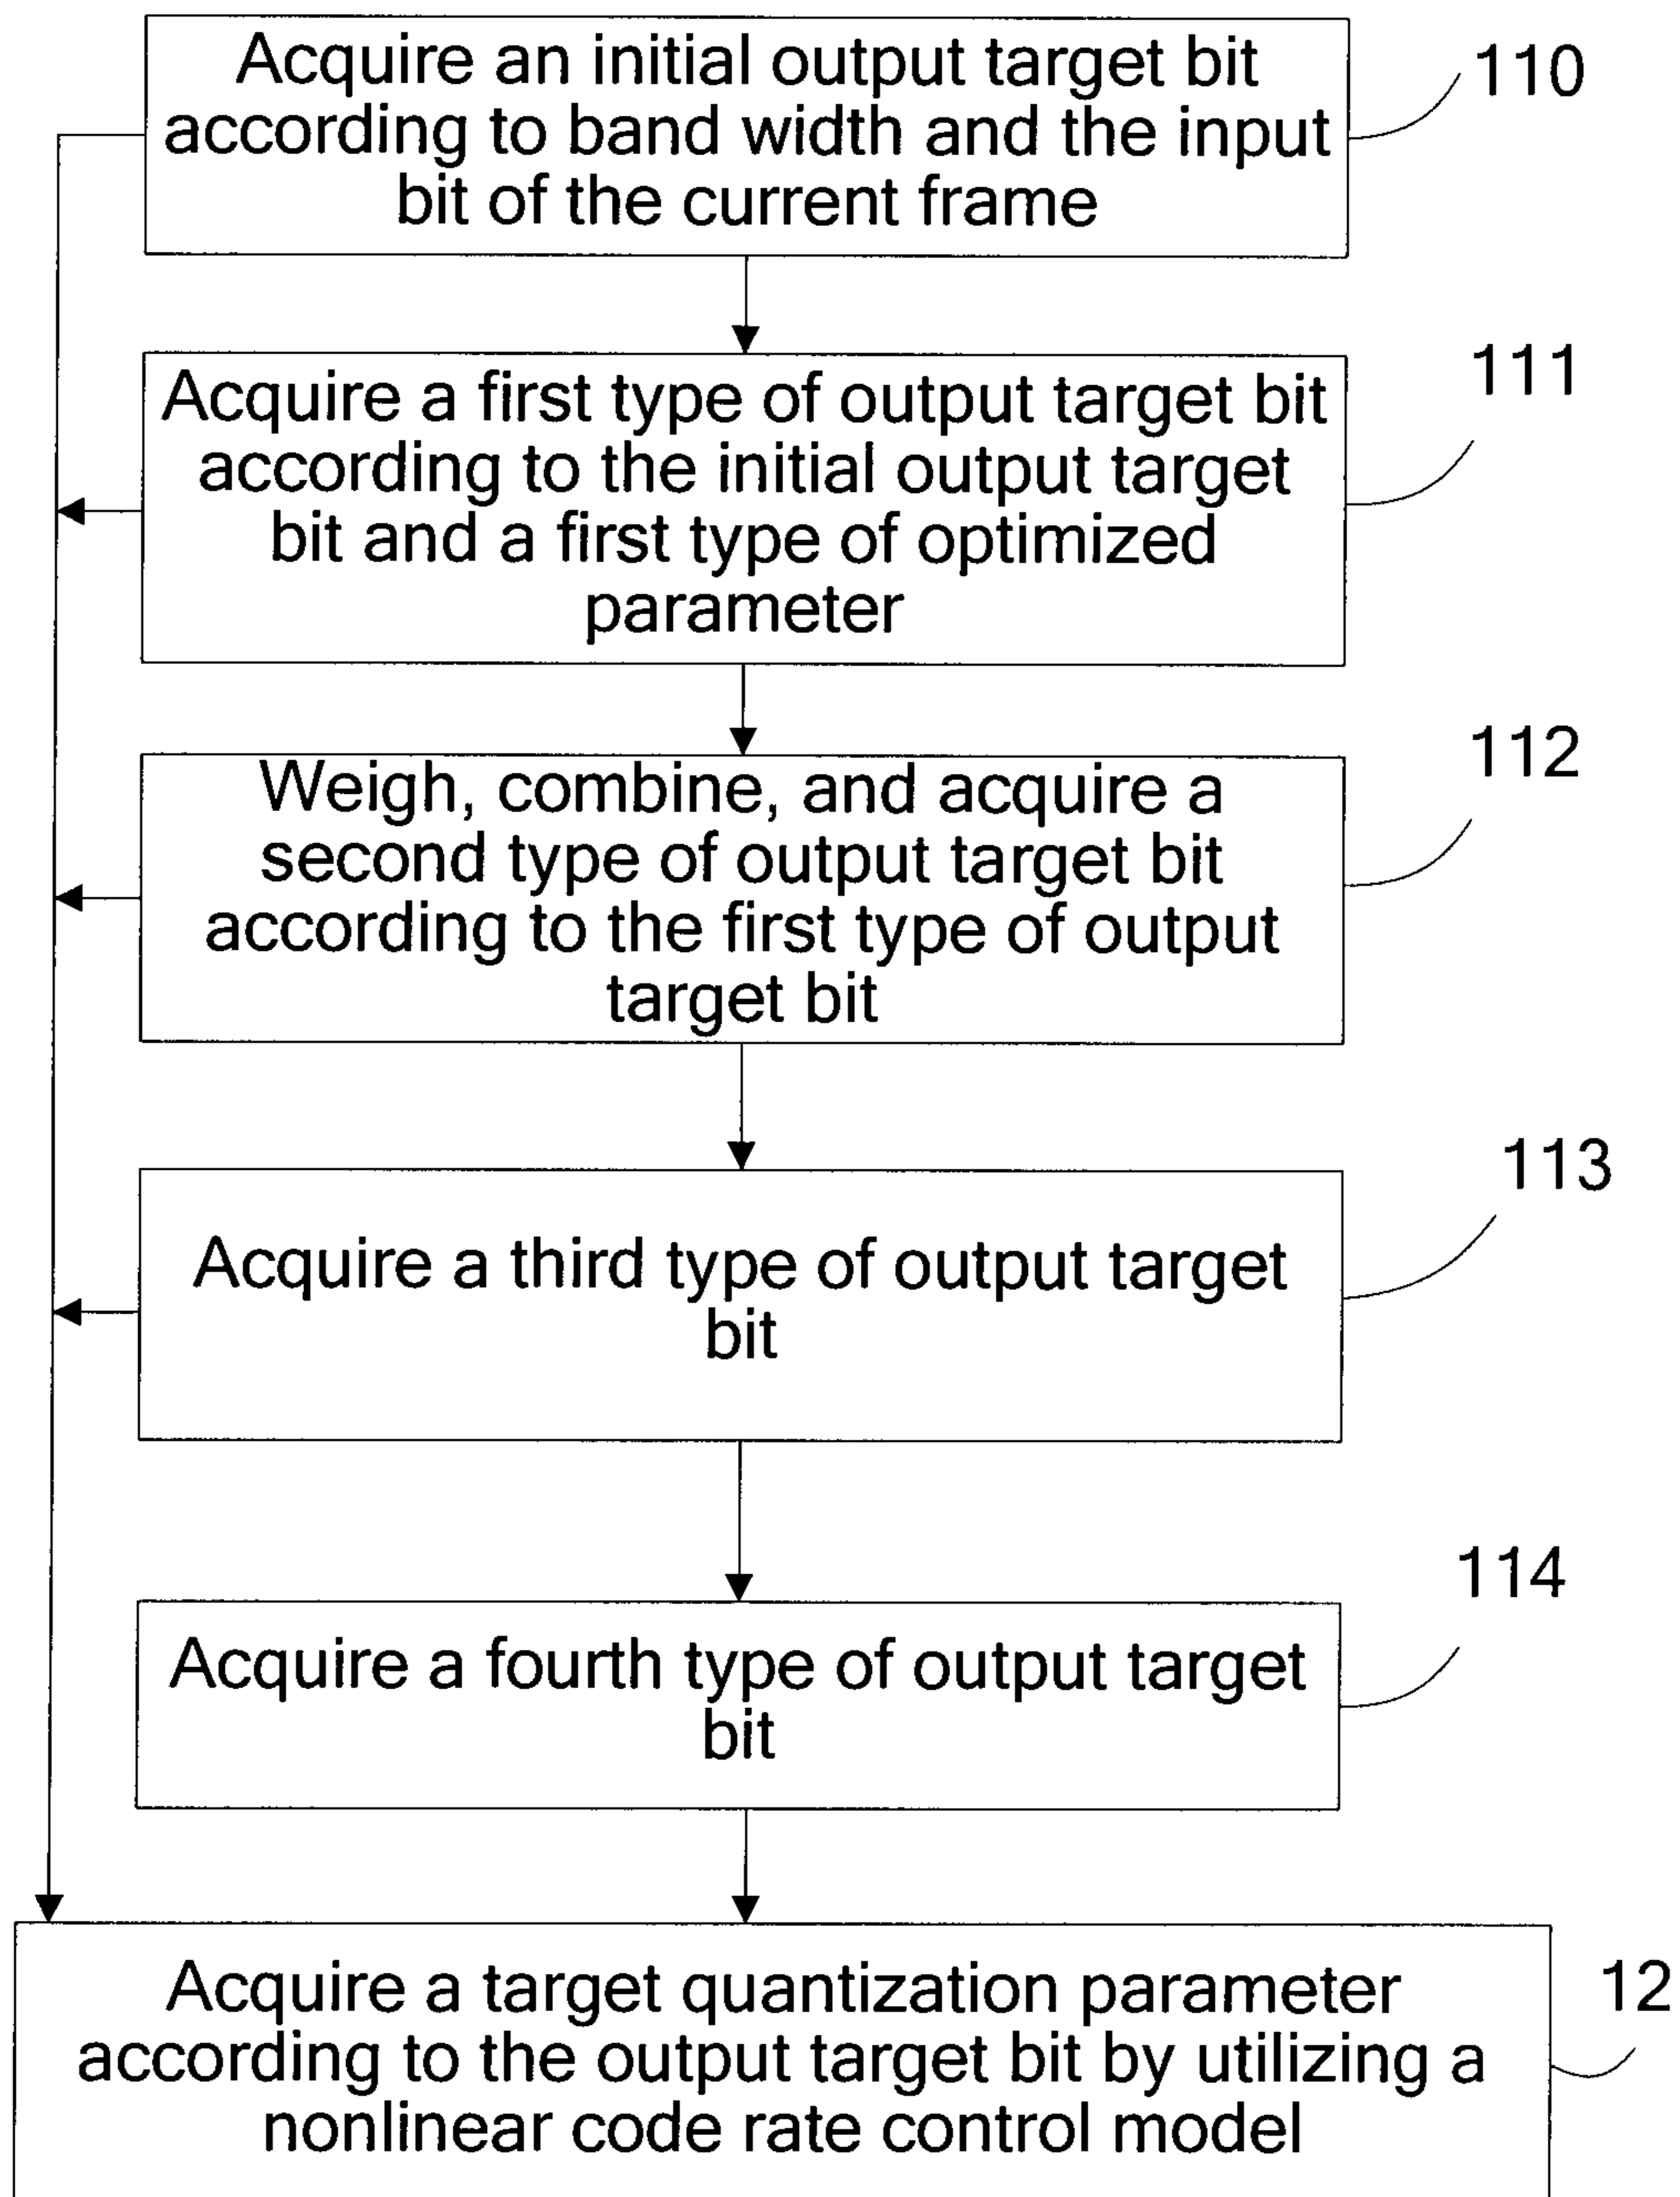 Acquire an initial output target bit
110
according to band width and the input
bit of the current frame
111
Acquire a first type of output target bit
according to the initial output target
bit and a first type of optimized
parameter
112
Weigh, combine, and acquire a
second type of output target bit
according to the first type of output
target bit
113
Acquire a third type of output target
bit
114
Acquire a fourth type of output target
bit
12
Acquire a target quantization parameter
according to the output target bit by utilizing a
nonlinear code rate control model